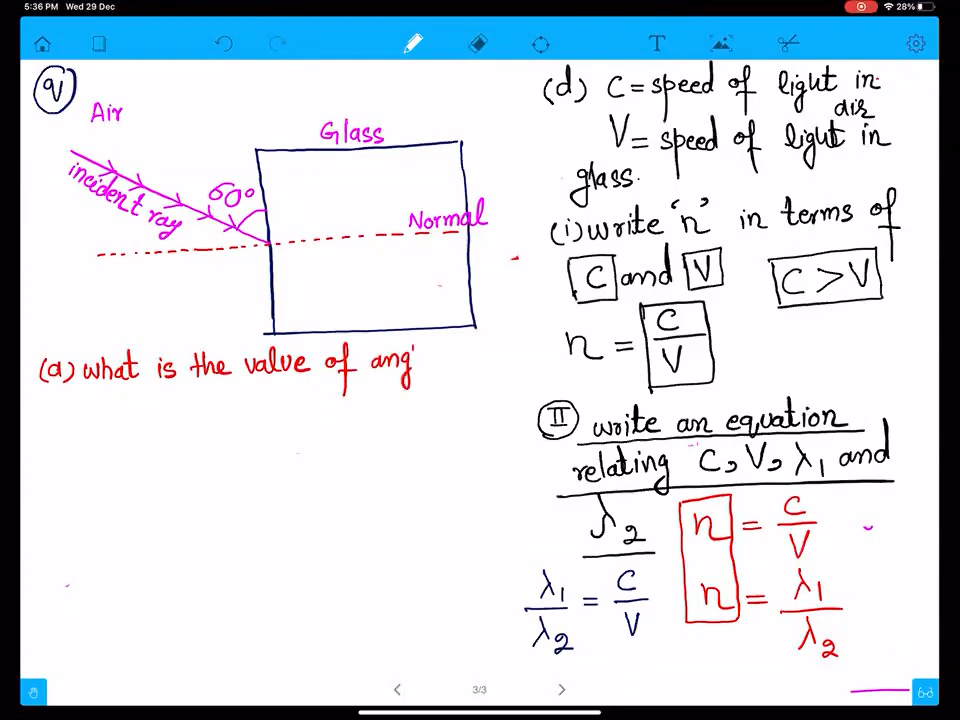 5:36 PM Wed 29 Dec
28%
T
q
Air
Glass
incident ray
60°
Normal
(a) what is the value of ang
(d) C = speed of light in
air
V = speed of light in
glass.
(i) write 'n' in terms of
C and V
C > V
n = C/V
II write an equation
relating C, V, λ1 and
λ2
n = C/V
λ1/λ2 = C/V
n = λ1/λ2
3/3